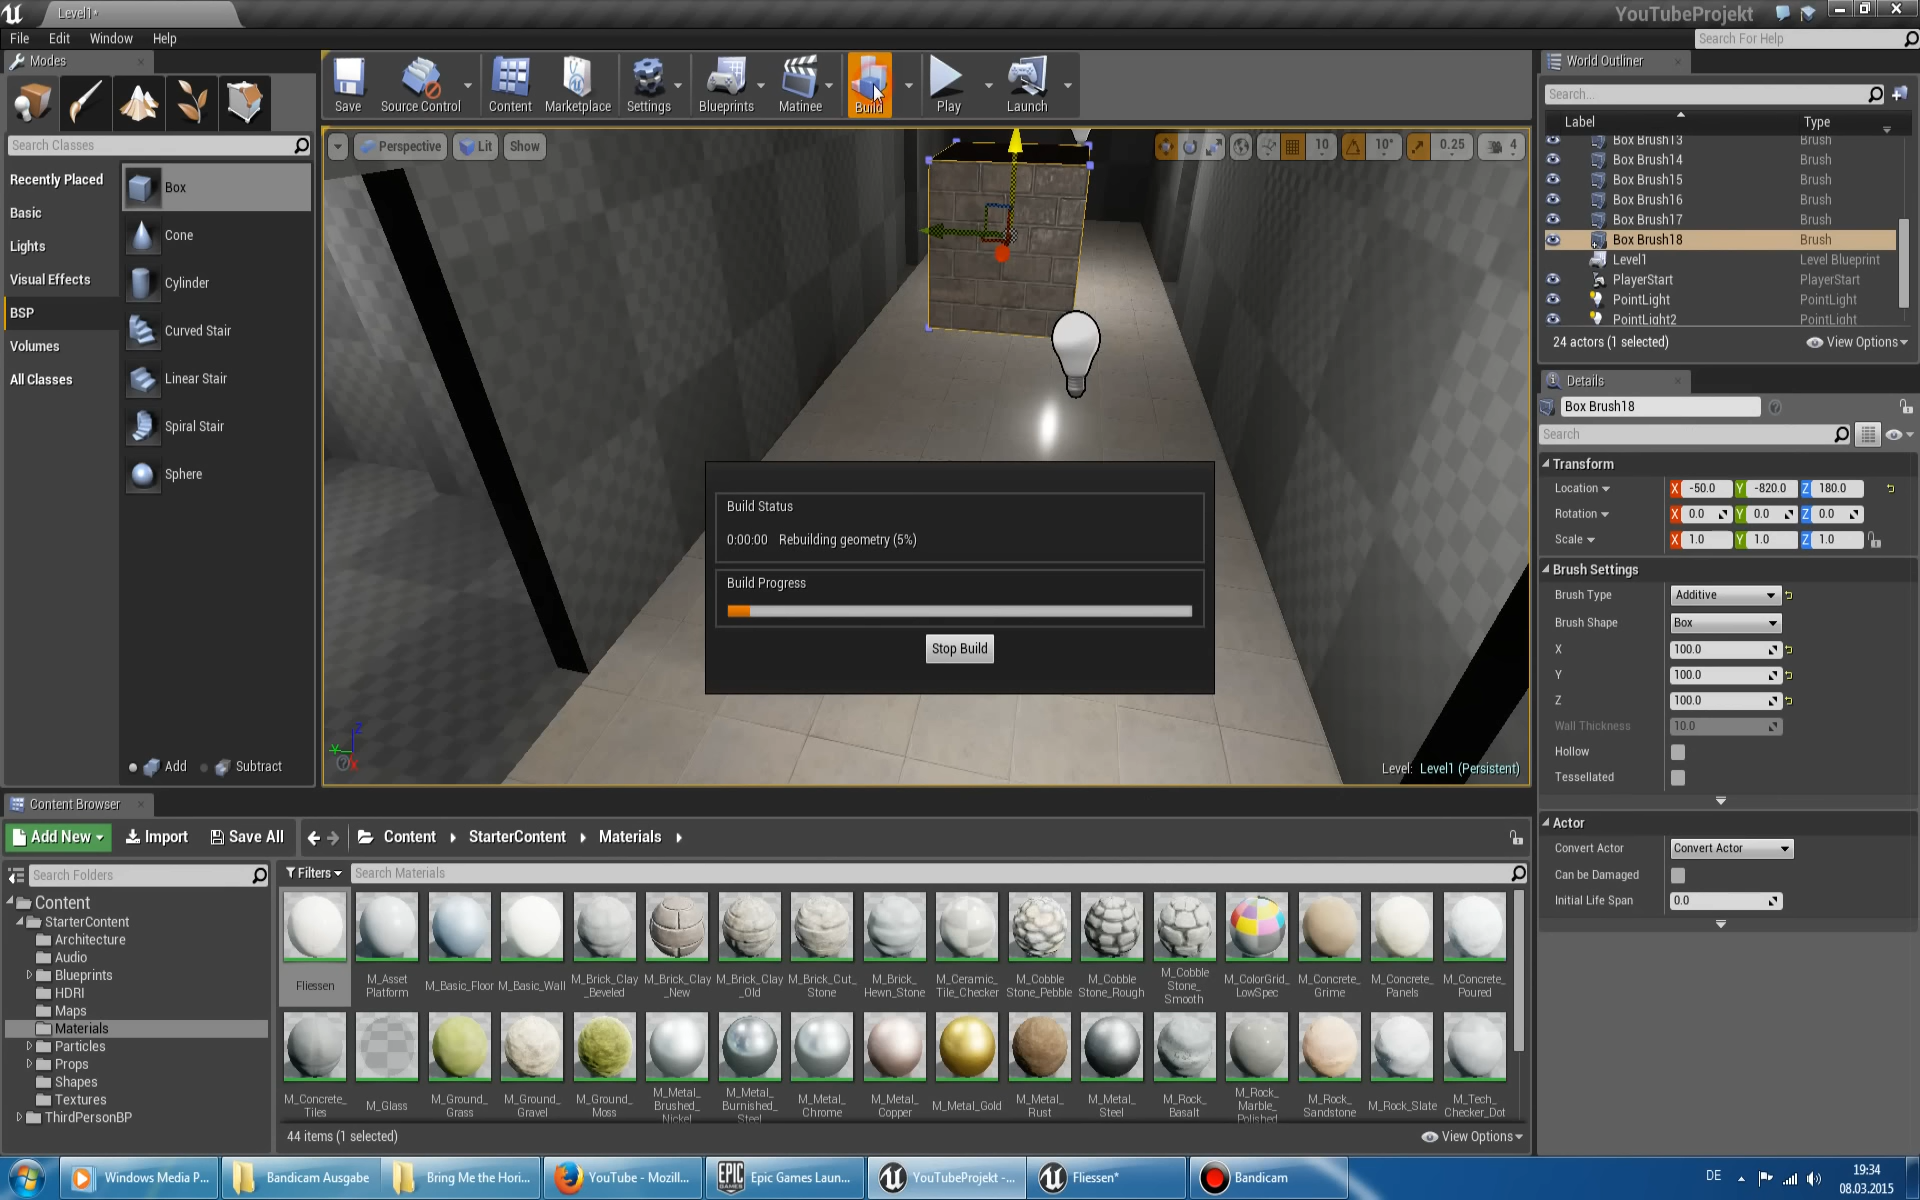 Level1*
YouTubeProjekt
File Edit Window Help
Search For Help
Modes
Search Classes
Recently Placed
Basic
Lights
Visual Effects
BSP
Volumes
All Classes
Box
Cone
Cylinder
Curved Stair
Linear Stair
Spiral Stair
Sphere
Add Subtract
Save Source Control Content Marketplace Settings Blueprints Matinee Build Play Launch
Perspective Lit Show
10 10° 0.25 4
Build Status
0:00:00 Rebuilding geometry (5%)
Build Progress
Stop Build
Level: Level1 (Persistent)
World Outliner
Search...
Label Type
Box Brush13 Brush
Box Brush14 Brush
Box Brush15 Brush
Box Brush16 Brush
Box Brush17 Brush
Box Brush18 Brush
Level1 Level Blueprint
PlayerStart PlayerStart
PointLight PointLight
PointLight2 PointLight
24 actors (1 selected) View Options
Details
Box Brush18
Search
Transform
Location X -50.0 Y -820.0 Z 180.0
Rotation X 0.0 Y 0.0 Z 0.0
Scale X 1.0 Y 1.0 Z 1.0
Brush Settings
Brush Type Additive
Brush Shape Box
X 100.0
Y 100.0
Z 100.0
Wall Thickness 10.0
Hollow
Tessellated
Actor
Convert Actor Convert Actor
Can be Damaged
Initial Life Span 0.0
Content Browser
Add New Import Save All Content StarterContent Materials
Search Folders
Content
StarterContent
Architecture
Audio
Blueprints
HDRI
Maps
Materials
Particles
Props
Shapes
Textures
ThirdPersonBP
Filters Search Materials
Fliessen
M_Asset Platform
M_Basic_Floor
M_Basic_Wall
M_Brick_Clay _Beveled
M_Brick_Clay _New
M_Brick_Clay _Old
M_Brick_Cut_ Stone
M_Brick_ Hewn_Stone
M_Ceramic_ Tile_Checker
M_Cobble Stone_Pebble
M_Cobble Stone_Rough
M_Cobble Stone_ Smooth
M_ColorGrid_ LowSpec
M_Concrete_ Grime
M_Concrete_ Panels
M_Concrete_ Poured
M_Concrete_ Tiles
M_Glass
M_Ground_ Grass
M_Ground_ Gravel
M_Ground_ Moss
M_Metal_ Brushed_ Nickel
M_Metal_ Burnished_ Steel
M_Metal_ Chrome
M_Metal_ Copper
M_Metal_Gold
M_Metal_ Rust
M_Metal_ Steel
M_Rock_ Basalt
M_Rock_ Marble_ Polished
M_Rock_ Sandstone
M_Rock_Slate
M_Tech_ Checker_Dot
44 items (1 selected) View Options
Windows Media P... Bandicam Ausgabe Bring Me the Hori... YouTube - Mozill... EPIC GAMES Epic Games Laun... YouTubeProjekt -... Fliessen* Bandicam
DE
19:34
08.03.2015